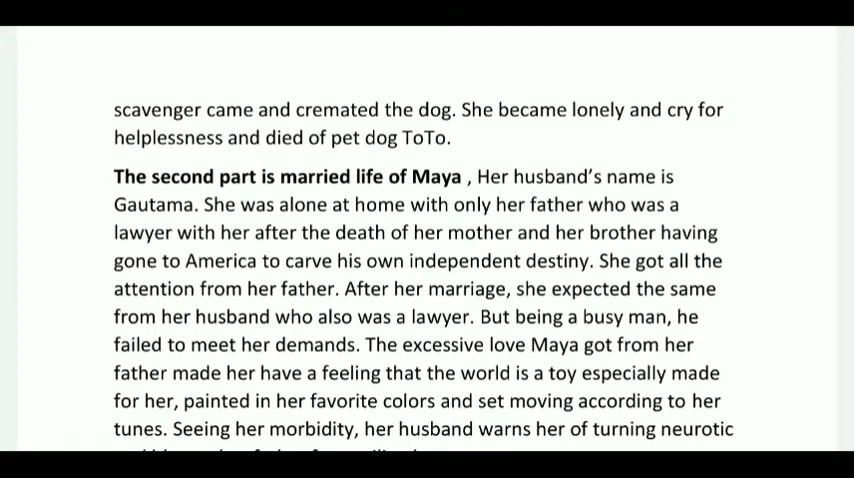 scavenger came and cremated the dog. She became lonely and cry for
helplessness and died of pet dog ToTo.
The second part is married life of Maya , Her husband's name is
Gautama. She was alone at home with only her father who was a
lawyer with her after the death of her mother and her brother having
gone to America to carve his own independent destiny. She got all the
attention from her father. After her marriage, she expected the same
from her husband who also was a lawyer. But being a busy man, he
failed to meet her demands. The excessive love Maya got from her
father made her have a feeling that the world is a toy especially made
for her, painted in her favorite colors and set moving according to her
tunes. Seeing her morbidity, her husband warns her of turning neurotic